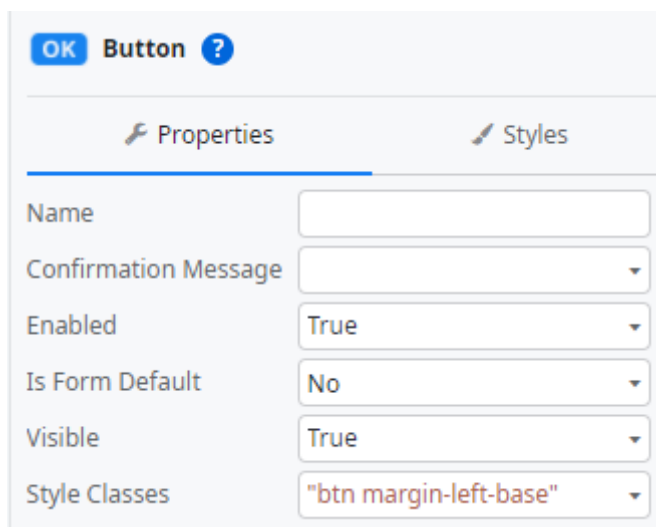 OK Button ?
Properties Styles
Name
Confirmation Message
Enabled True
Is Form Default No
Visible True
Style Classes "btn margin-left-base"